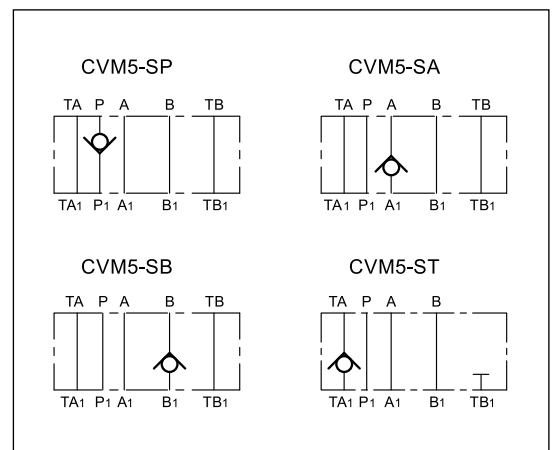 CVM5-SP
TA P A B TB
TA1 P1 A1 B1 TB1
CVM5-SA
TA P A B TB
TA1 P1 A1 B1 TB1
CVM5-SB
TA P A B TB
TA1 P1 A1 B1 TB1
CVM5-ST
TA P A B
TA1 P1 A1 B1 TB1